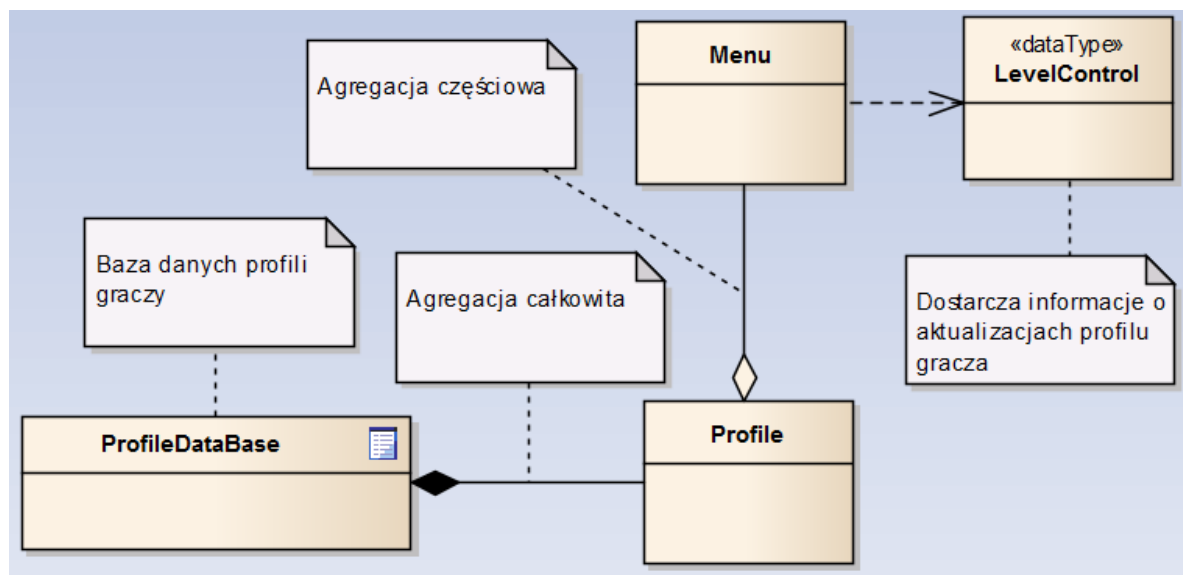 Agregacja częściowa
Menu
«dataType»
LevelControl
Baza danych profili
graczy
Agregacja całkowita
Dostarcza informacje o
aktualizacjach profilu
gracza
ProfileDataBase
Profile